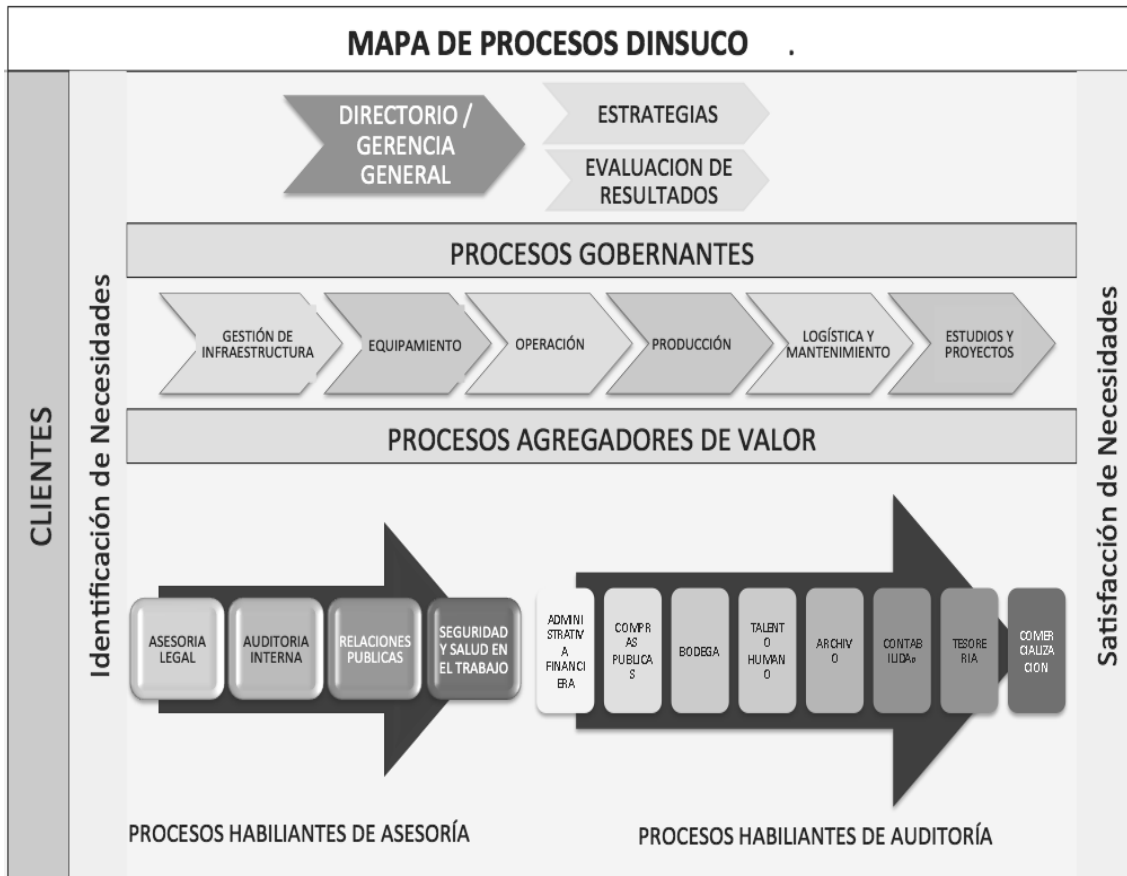 MAPA DE PROCESOS DINSUCO .
CLIENTES
Identificación de Necesidades
DIRECTORIO /
GERENCIA
GENERAL
ESTRATEGIAS
EVALUACION DE
RESULTADOS
PROCESOS GOBERNANTES
GESTIÓN DE
INFRAESTRUCTURA
EQUIPAMIENTO
OPERACIÓN
PRODUCCIÓN
LOGÍSTICA Y
MANTENIMIENTO
ESTUDIOS Y
PROYECTOS
PROCESOS AGREGADORES DE VALOR
ASESORIA
LEGAL
AUDITORIA
INTERNA
RELACIONES
PUBLICAS
SEGURIDAD
Y SALUD EN
EL TRABAJO
ADMINI
STRATIV
A
FINANCI
ERA
COMPR
AS
PUBLICA
S
BODEGA
TALENT
O
HUMAN
O
ARCHIV
O
CONTAB
ILIDAD
TESORE
RIA
COMER
CIALIZA
CION
PROCESOS HABILIANTES DE ASESORÍA
PROCESOS HABILIANTES DE AUDITORÍA
Satisfacción de Necesidades